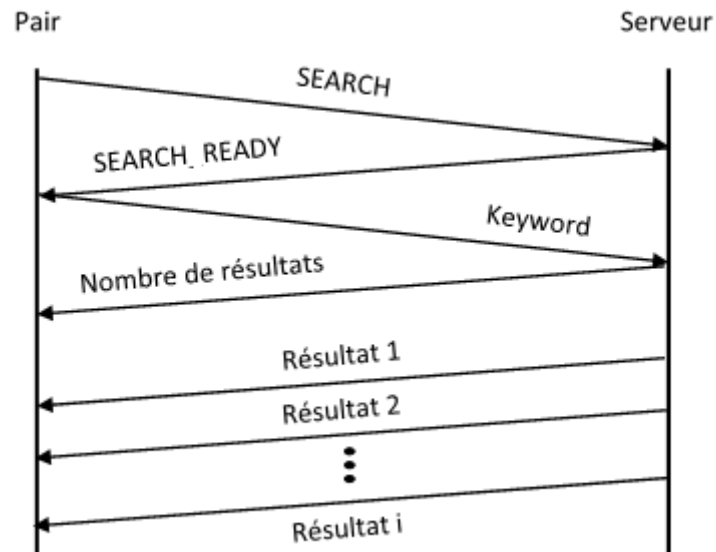 Pair
Serveur
SEARCH
SEARCH_READY
Keyword
Nombre de résultats
Résultat 1
Résultat 2
Résultat i